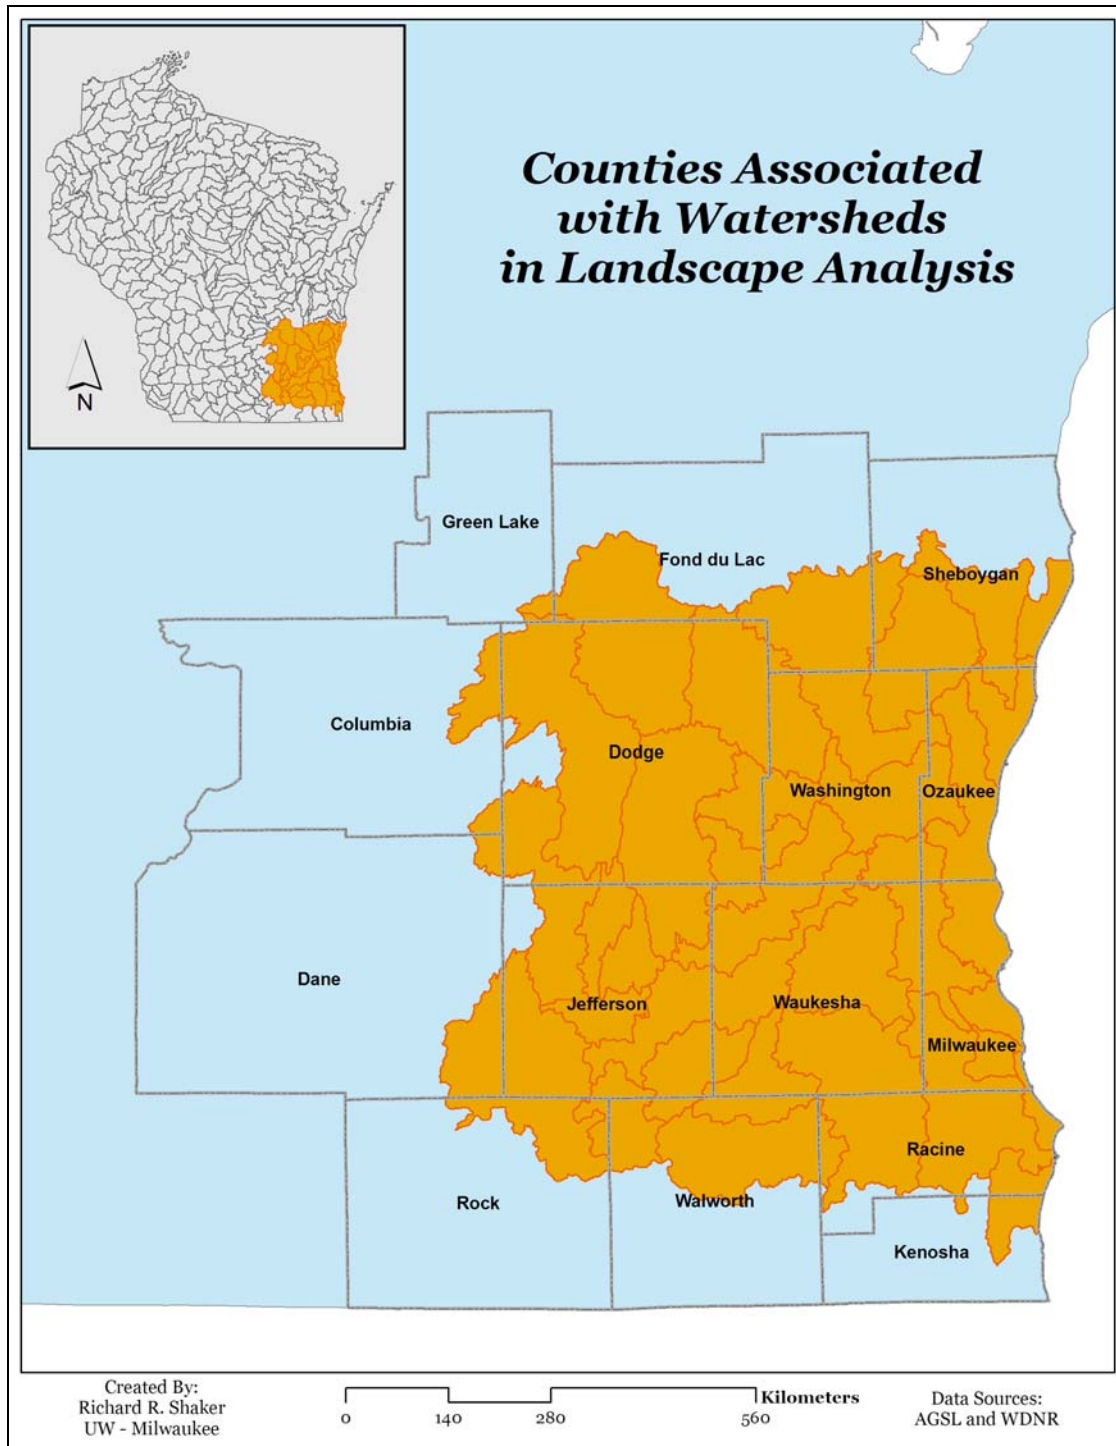 Counties Associated
with Watersheds
in Landscape Analysis
N
Green Lake
Fond du Lac
Sheboygan
Columbia
Dodge
Washington
Ozaukee
Dane
Jefferson
Waukesha
Milwaukee
Racine
Rock
Walworth
Kenosha
Created By:
Richard R. Shaker
UW - Milwaukee
Kilometers
0 140 280 560
Data Sources:
AGSL and WDNR